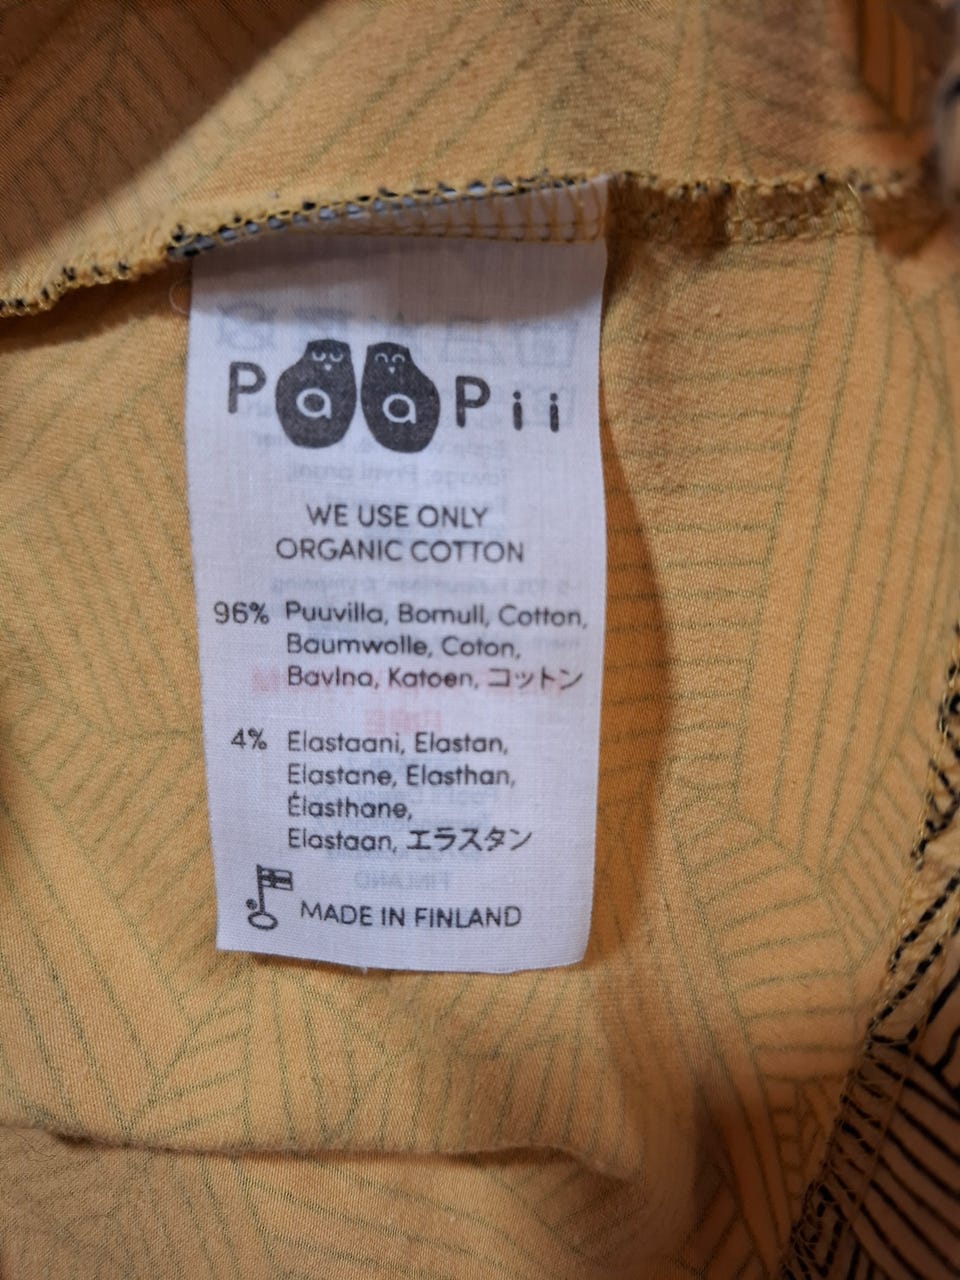 PaaPii
WE USE ONLY
ORGANIC COTTON
96% Puuvilla, Bomull, Cotton,
Baumwolle, Coton,
Bavlna, Katoen, コットン
4% Elastaani, Elastan,
Elastane, Elasthan,
Élasthane,
Elastaan, エラスタン
MADE IN FINLAND